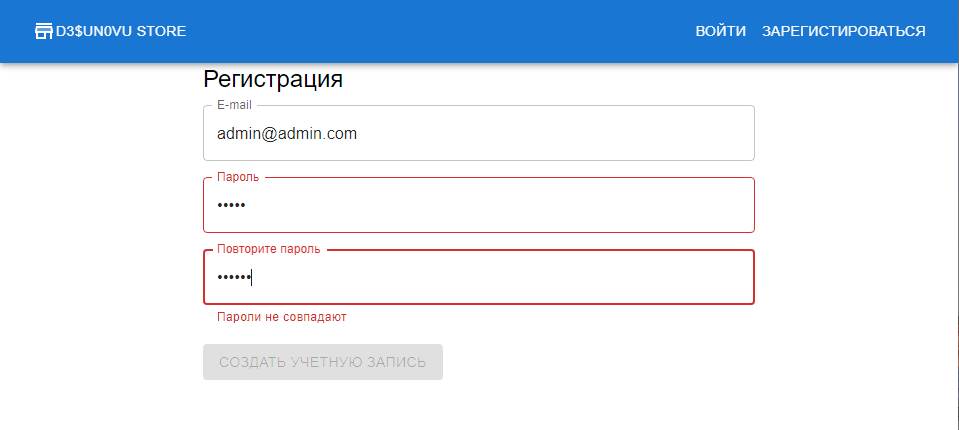 D3$UN0VU STORE ВОЙТИ ЗАРЕГИСТИРОВАТЬСЯ
Регистрация
E-mail
admin@admin.com
Пароль
•••••
Повторите пароль
••••••
Пароли не совпадают
СОЗДАТЬ УЧЕТНУЮ ЗАПИСЬ